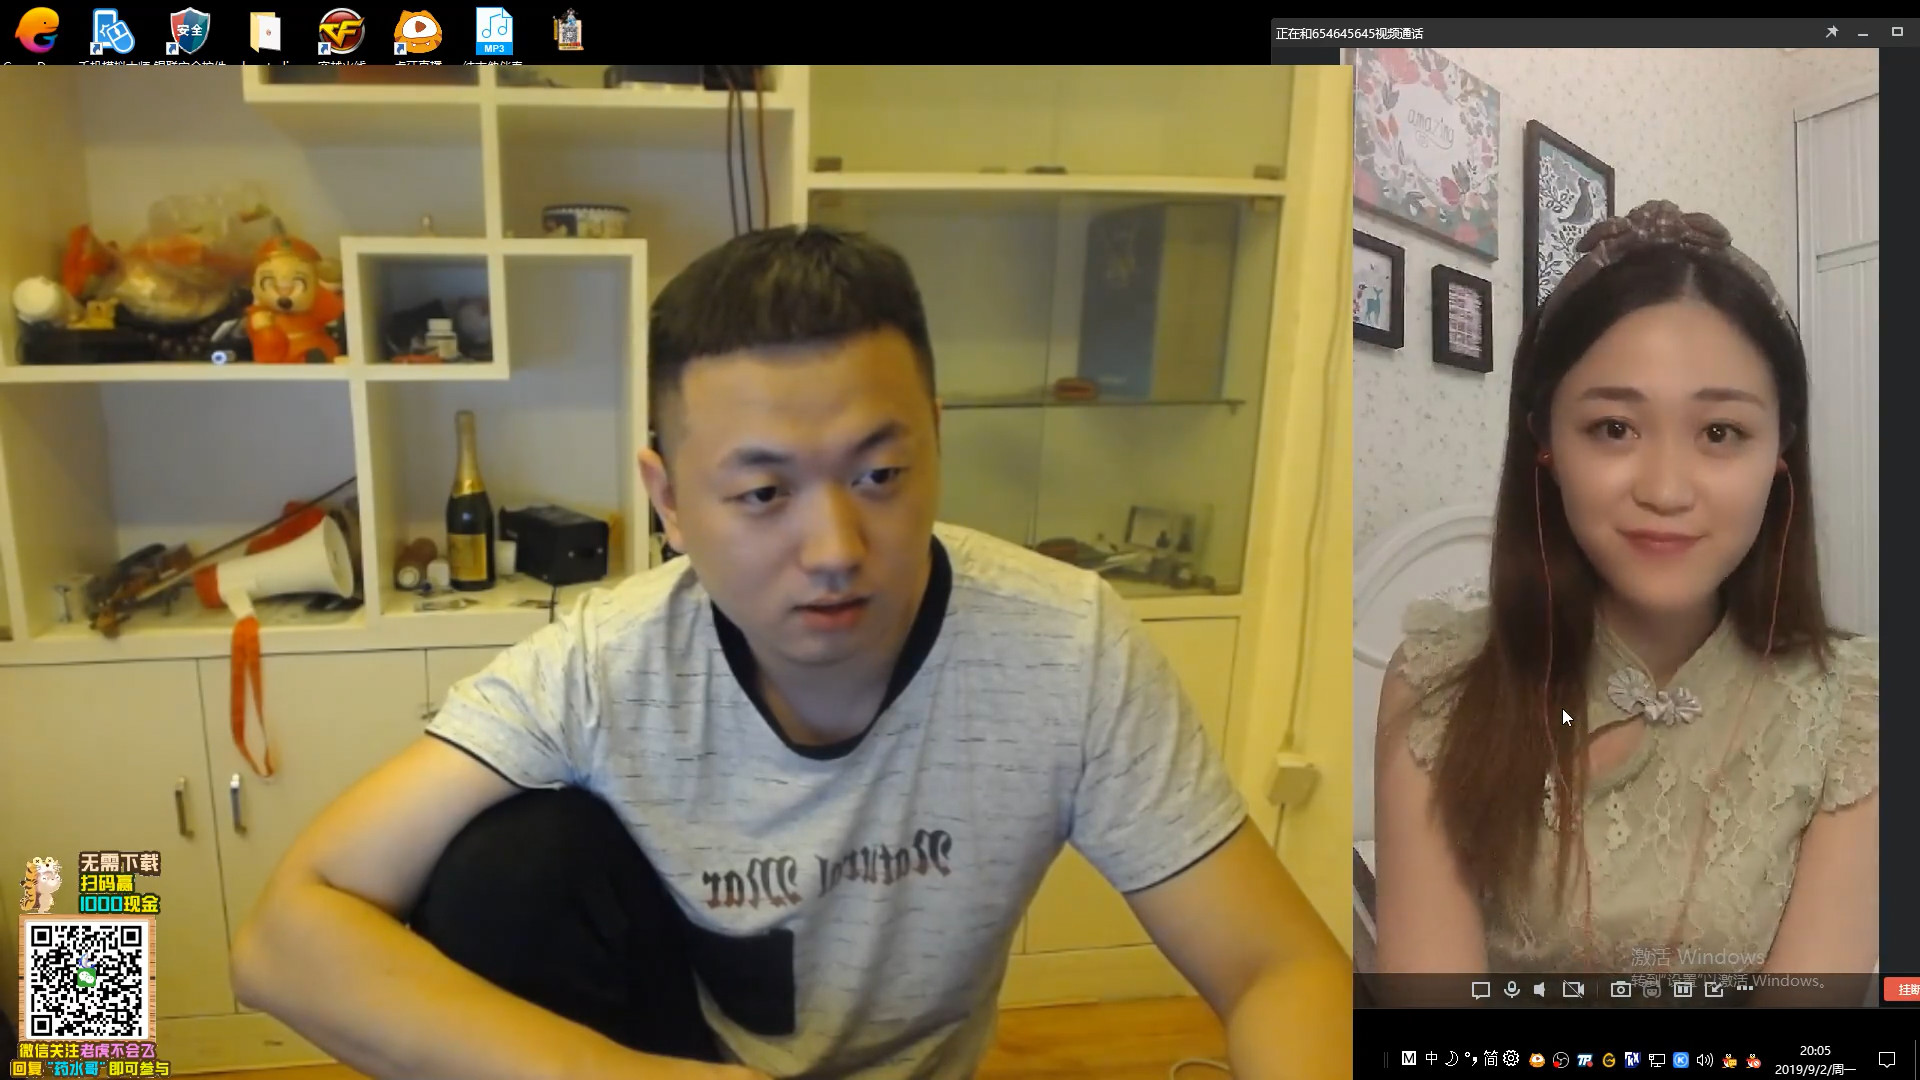 安全
MP3
正在和654645645视频通话
amazing
Natural Mar
无需下载
扫码赢
1000现金
微信关注老虎不会飞
回复“药水哥”即可参与
激活 Windows
转到“设置”以激活 Windows。
挂断
M 中 简
20:05
2019/9/2/周一